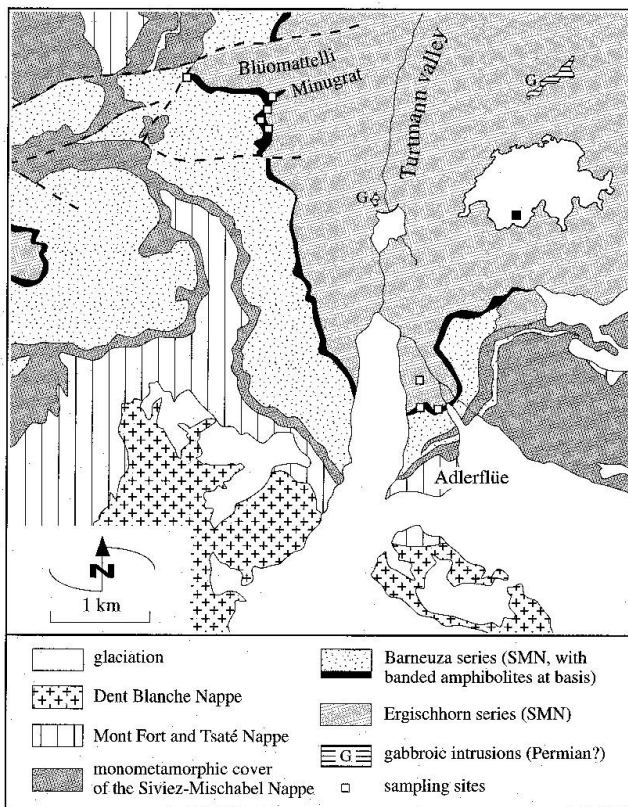 Blüomattelli
Minugrat
Turtmann valley
G
G
Adlerflüe
N
1 km
glaciation
Dent Blanche Nappe
Mont Fort and Tsaté Nappe
monometamorphic cover
of the Siviez-Mischabel Nappe
Barneuza series (SMN, with
banded amphibolites at basis)
Ergischhorn series (SMN)
G
gabbroic intrusions (Permian?)
sampling sites